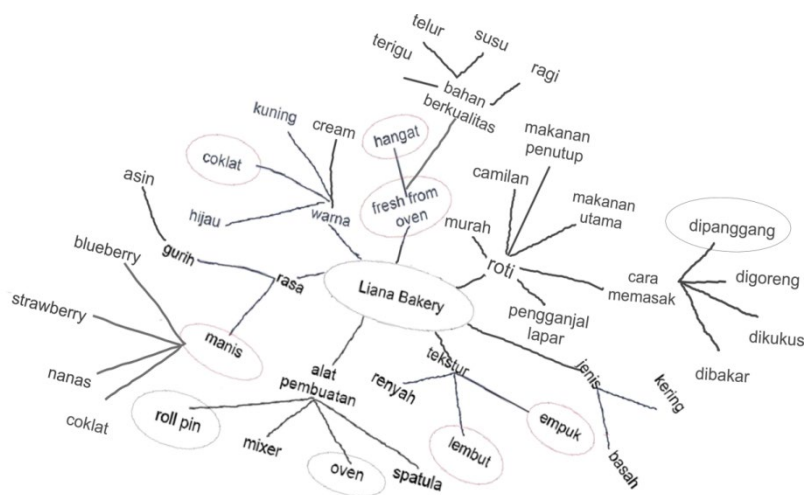 telur
susu
terigu
ragi
bahan
berkualitas
kuning
cream
hangat
makanan
penutup
coklat
camilan
asin
fresh from
oven
makanan
utama
hijau
warna
murah
dipanggang
blueberry
gurih
rasa
Liana Bakery
roti
cara
memasak
digoreng
strawberry
pengganjal
lapar
dikukus
manis
tekstur
dibakar
nanas
alat
pembuatan
renyah
jenis
kering
coklat
roll pin
mixer
oven
spatula
lembut
empuk
basah